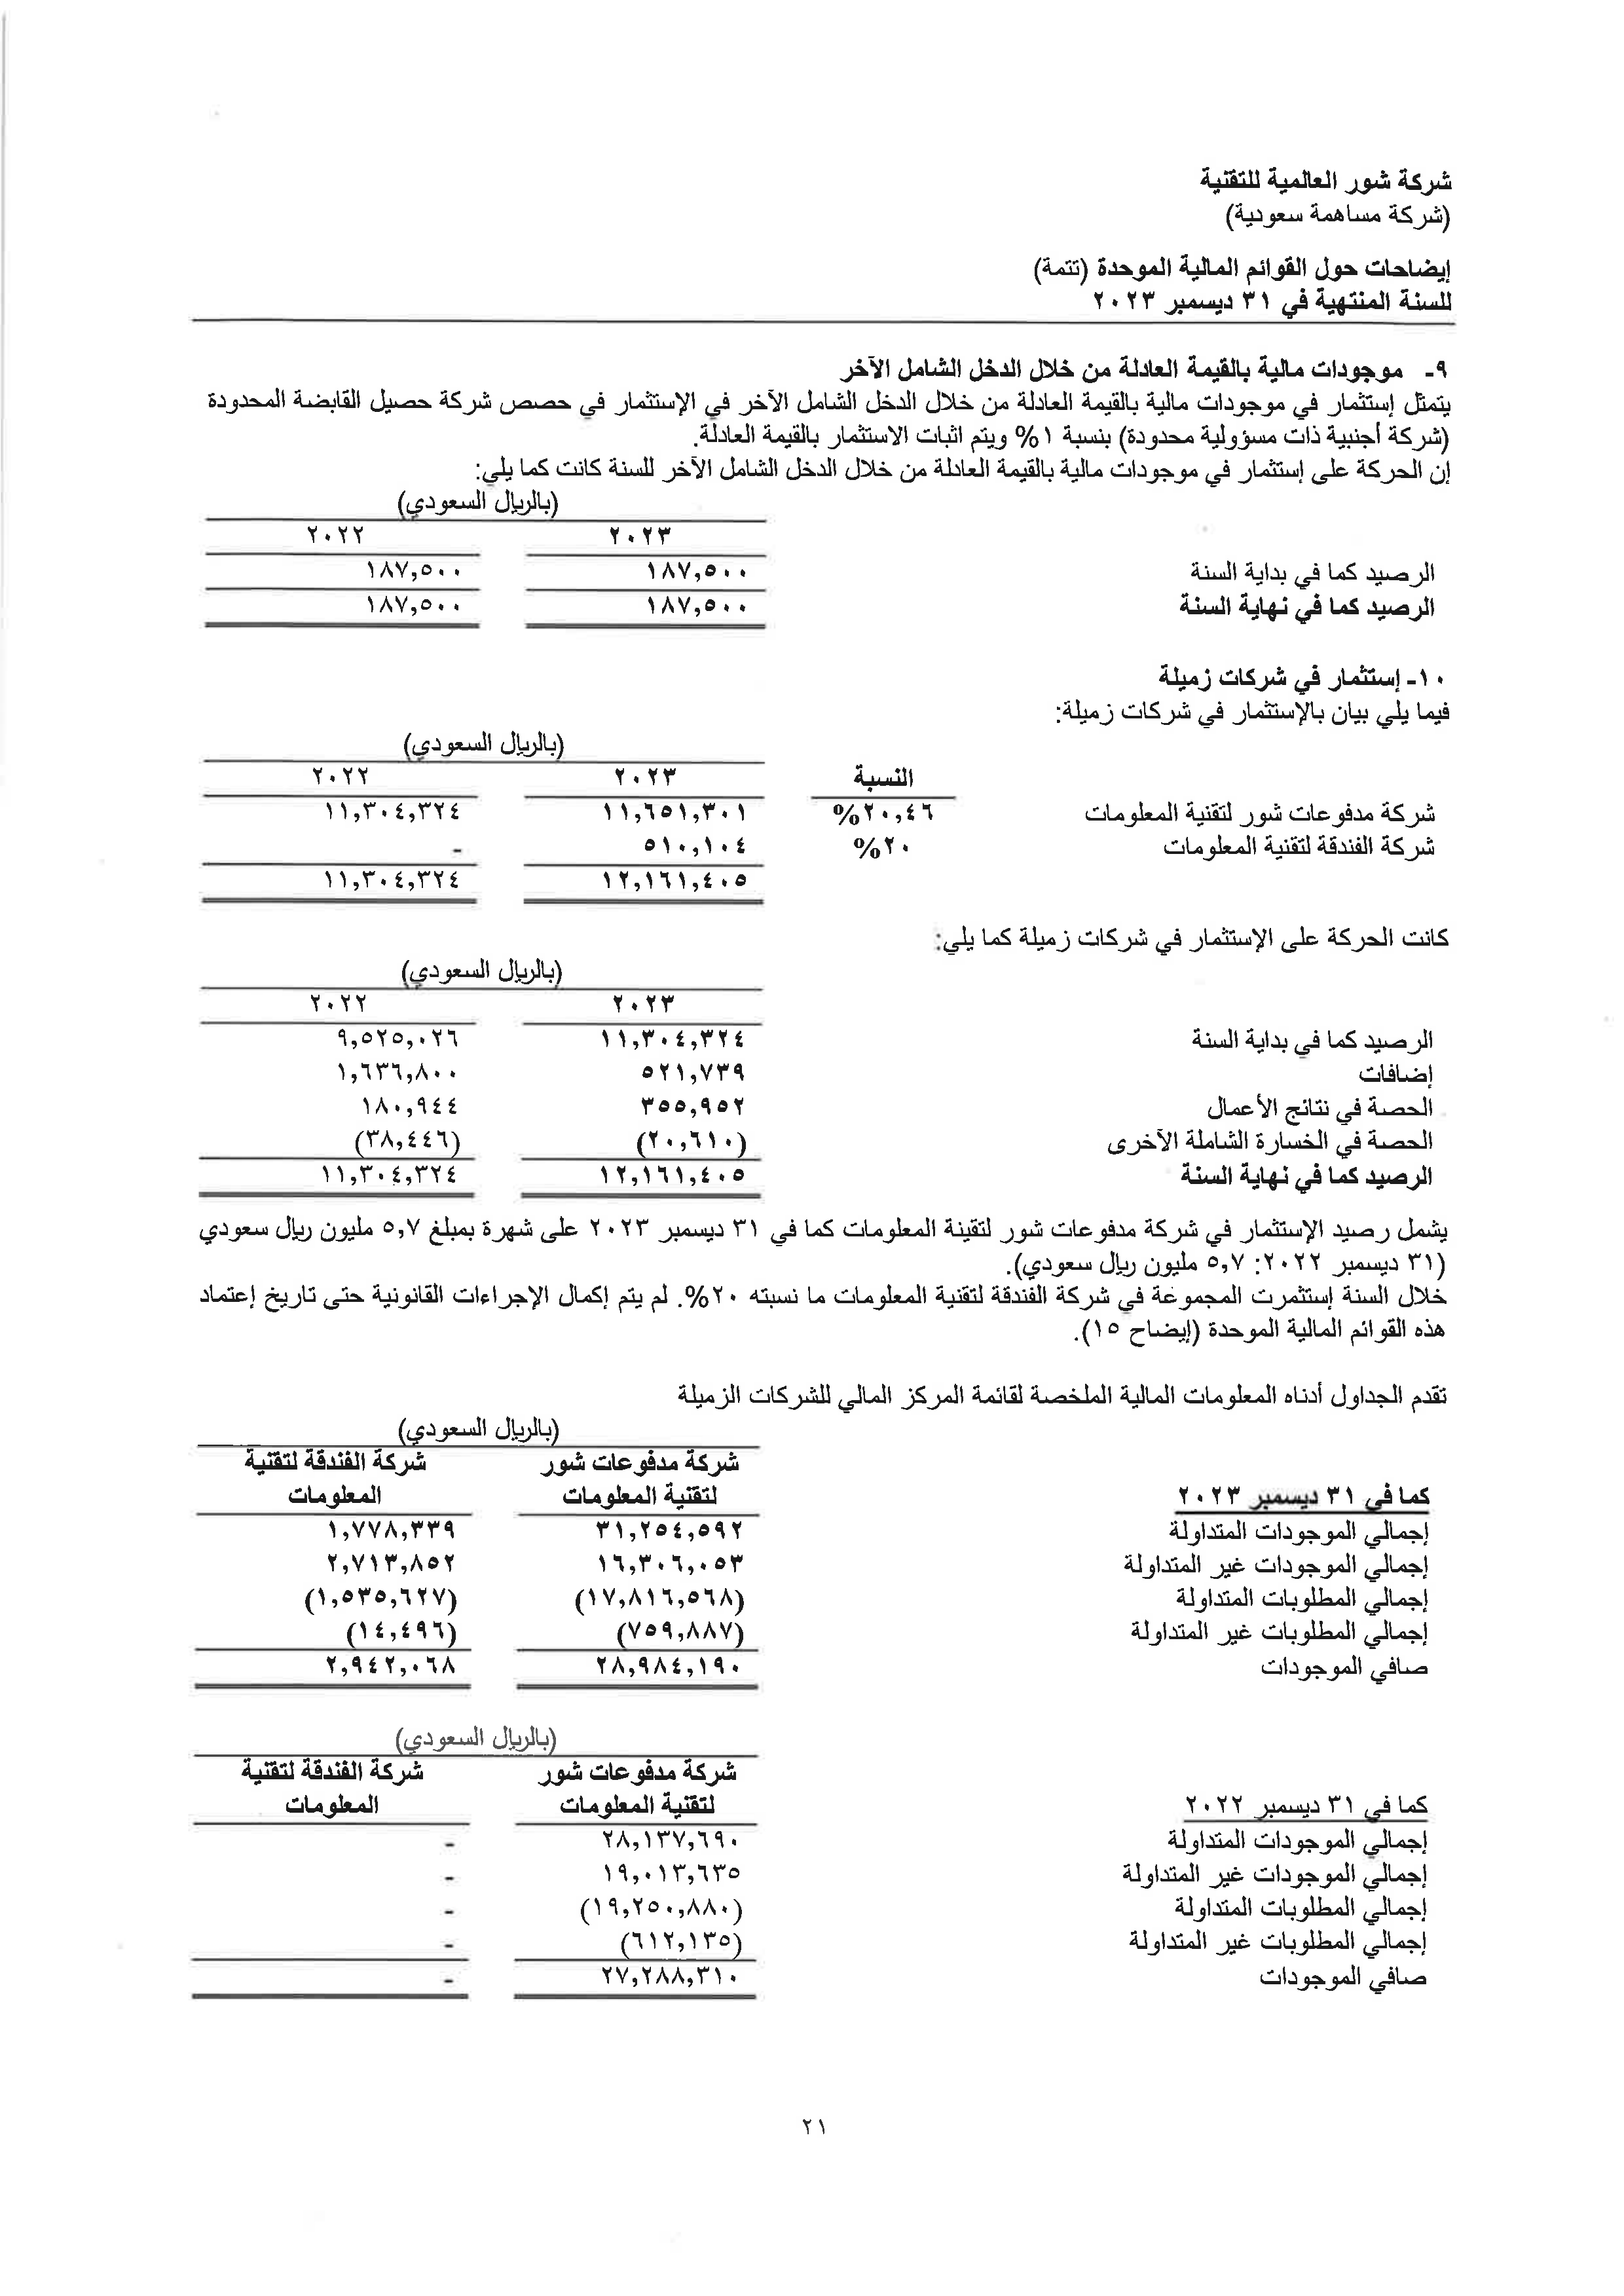 شركة شور العالمية للتقنية
(شركة مساهمة سعودية)
إيضاحات حول القوائم المالية الموحدة (تتمة)
للسنة المنتهية في ٣١ ديسمبر ٢٠٢٣
٩- موجودات مالية بالقيمة العادلة من خلال الدخل الشامل الآخر
يتمثل إستثمار في موجودات مالية بالقيمة العادلة من خلال الدخل الشامل الآخر في الإستثمار في حصص شركة حصيل القابضة المحدودة
(شركة أجنبية ذات مسؤولية محدودة) بنسبة ١% ويتم اثبات الاستثمار بالقيمة العادلة.
إن الحركة على إستثمار في موجودات مالية بالقيمة العادلة من خلال الدخل الشامل الآخر للسنة كانت كما يلي:
(بالريال السعودي)
٢٠٢٣ ٢٠٢٢
الرصيد كما في بداية السنة ١٨٧,٥٠٠ ١٨٧,٥٠٠
الرصيد كما في نهاية السنة ١٨٧,٥٠٠ ١٨٧,٥٠٠
١٠- إستثمار في شركات زميلة
فيما يلي بيان بالإستثمار في شركات زميلة:
(بالريال السعودي)
النسبة ٢٠٢٣ ٢٠٢٢
شركة مدفوعات شور لتقنية المعلومات ٢٠,٤٦% ١١,٦٥١,٣٠١ ١١,٣٠٤,٣٢٤
شركة الفندقة لتقنية المعلومات ٢٠% ٥١٠,١٠٤ -
١٢,١٦١,٤٠٥ ١١,٣٠٤,٣٢٤
كانت الحركة على الإستثمار في شركات زميلة كما يلي:
(بالريال السعودي)
٢٠٢٣ ٢٠٢٢
الرصيد كما في بداية السنة ١١,٣٠٤,٣٢٤ ٩,٥٢٥,٠٢٦
إضافات ٥٢١,٧٣٩ ١,٦٣٦,٨٠٠
الحصة في نتائج الأعمال ٣٥٥,٩٥٢ ١٨٠,٩٤٤
الحصة في الخسارة الشاملة الآخرى (٢٠,٦١٠) (٣٨,٤٤٦)
الرصيد كما في نهاية السنة ١٢,١٦١,٤٠٥ ١١,٣٠٤,٣٢٤
يشمل رصيد الإستثمار في شركة مدفوعات شور لتقينة المعلومات كما في ٣١ ديسمبر ٢٠٢٣ على شهرة بمبلغ ٥,٧ مليون ريال سعودي
(٣١ ديسمبر ٢٠٢٢: ٥,٧ مليون ريال سعودي).
خلال السنة إستثمرت المجموعة في شركة الفندقة لتقنية المعلومات ما نسبته ٢٠%. لم يتم إكمال الإجراءات القانونية حتى تاريخ إعتماد
هذه القوائم المالية الموحدة (إيضاح ١٥).
تقدم الجداول أدناه المعلومات المالية الملخصة لقائمة المركز المالي للشركات الزميلة
(بالريال السعودي)
شركة مدفوعات شور شركة الفندقة لتقنية
كما في ٣١ ديسمبر ٢٠٢٣ لتقنية المعلومات المعلومات
إجمالي الموجودات المتداولة ٣١,٢٥٤,٥٩٢ ١,٧٧٨,٣٣٩
إجمالي الموجودات غير المتداولة ١٦,٣٠٦,٠٥٣ ٢,٧١٣,٨٥٢
إجمالي المطلوبات المتداولة (١٧,٨١٦,٥٦٨) (١,٥٣٥,٦٢٧)
إجمالي المطلوبات غير المتداولة (٧٥٩,٨٨٧) (١٤,٤٩٦)
صافي الموجودات ٢٨,٩٨٤,١٩٠ ٢,٩٤٢,٠٦٨
(بالريال السعودي)
شركة مدفوعات شور شركة الفندقة لتقنية
كما في ٣١ ديسمبر ٢٠٢٢ لتقنية المعلومات المعلومات
إجمالي الموجودات المتداولة ٢٨,١٣٧,٦٩٠ -
إجمالي الموجودات غير المتداولة ١٩,٠١٣,٦٣٥ -
إجمالي المطلوبات المتداولة (١٩,٢٥٠,٨٨٠) -
إجمالي المطلوبات غير المتداولة (٦١٢,١٣٥) -
صافي الموجودات ٢٧,٢٨٨,٣١٠ -
٢١